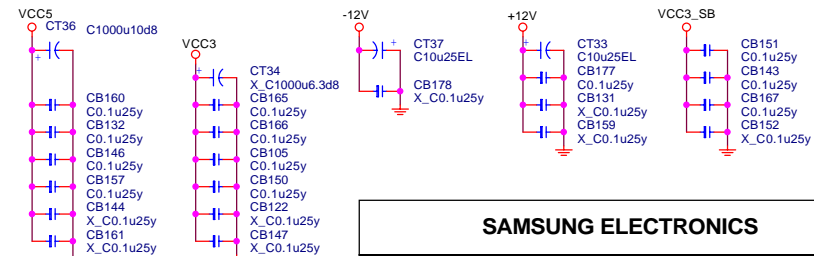 VCC5
CT36
C1000u10d8
+
CB160
C0.1u25y
CB132
C0.1u25y
CB146
C0.1u25y
CB157
C0.1u25y
CB144
X_C0.1u25y
CB161
X_C0.1u25y
VCC3
+
CT34
X_C1000u6.3d8
CB165
C0.1u25y
CB166
C0.1u25y
CB105
C0.1u25y
CB150
C0.1u25y
CB122
X_C0.1u25y
CB147
X_C0.1u25y
-12V
+
CT37
C10u25EL
CB178
X_C0.1u25y
+12V
+
CT33
C10u25EL
CB177
C0.1u25y
CB131
X_C0.1u25y
CB159
X_C0.1u25y
VCC3_SB
CB151
C0.1u25y
CB143
C0.1u25y
CB167
C0.1u25y
CB152
X_C0.1u25y
SAMSUNG ELECTRONICS